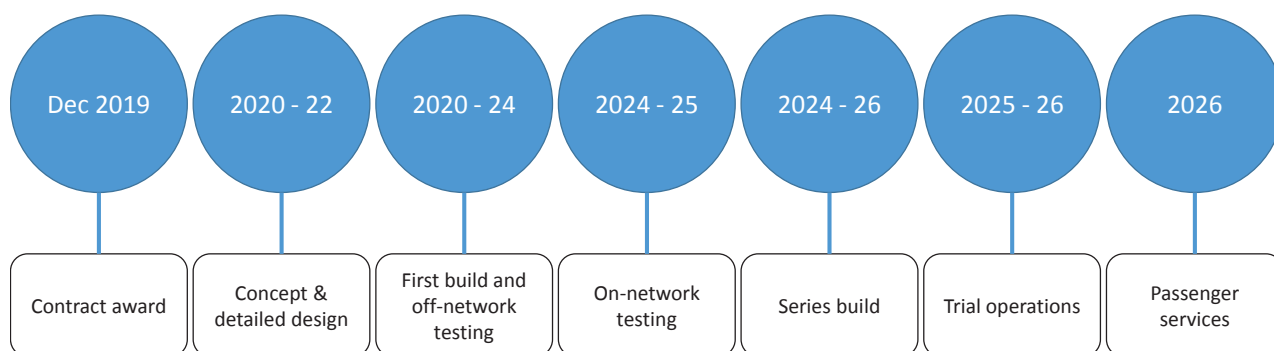 Dec 2019
2020 - 22
2020 - 24
2024 - 25
2024 - 26
2025 - 26
2026
Contract award
Concept &
detailed design
First build and
off-network
testing
On-network
testing
Series build
Trial operations
Passenger
services